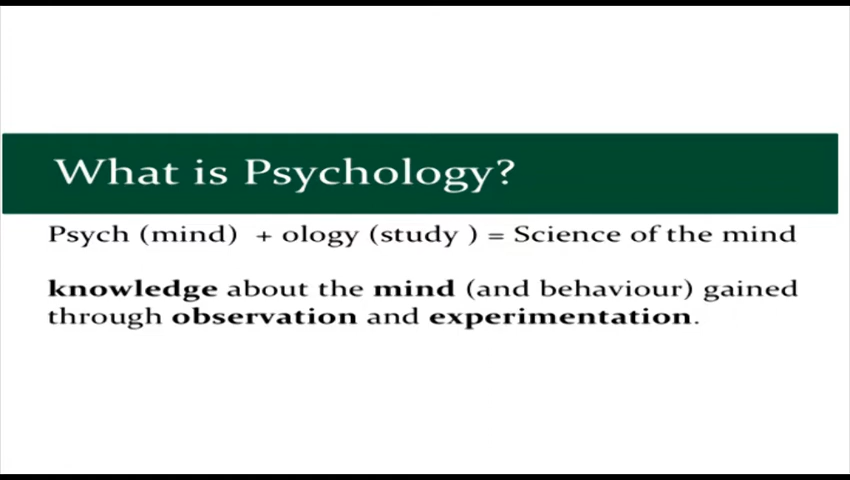 What is Psychology?
Psych (mind) + ology (study ) = Science of the mind
knowledge about the mind (and behaviour) gained
through observation and experimentation.